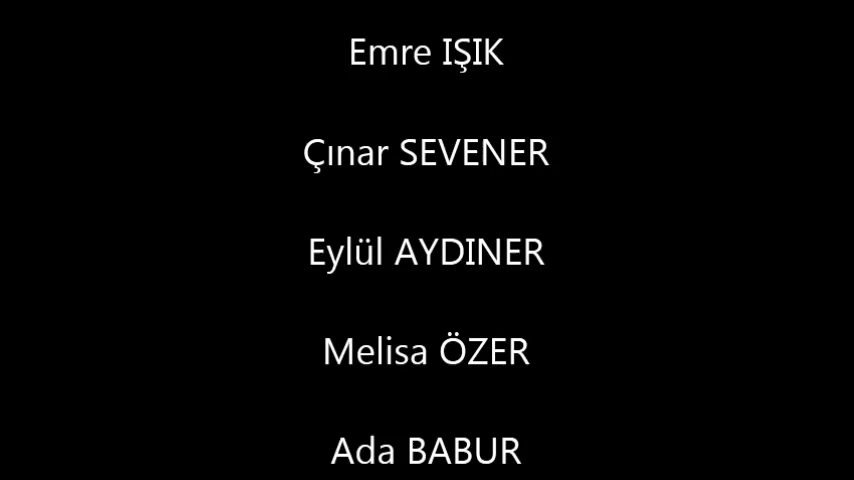 Emre IŞIK
Çınar SEVENER
Eylül AYDINER
Melisa ÖZER
Ada BABUR